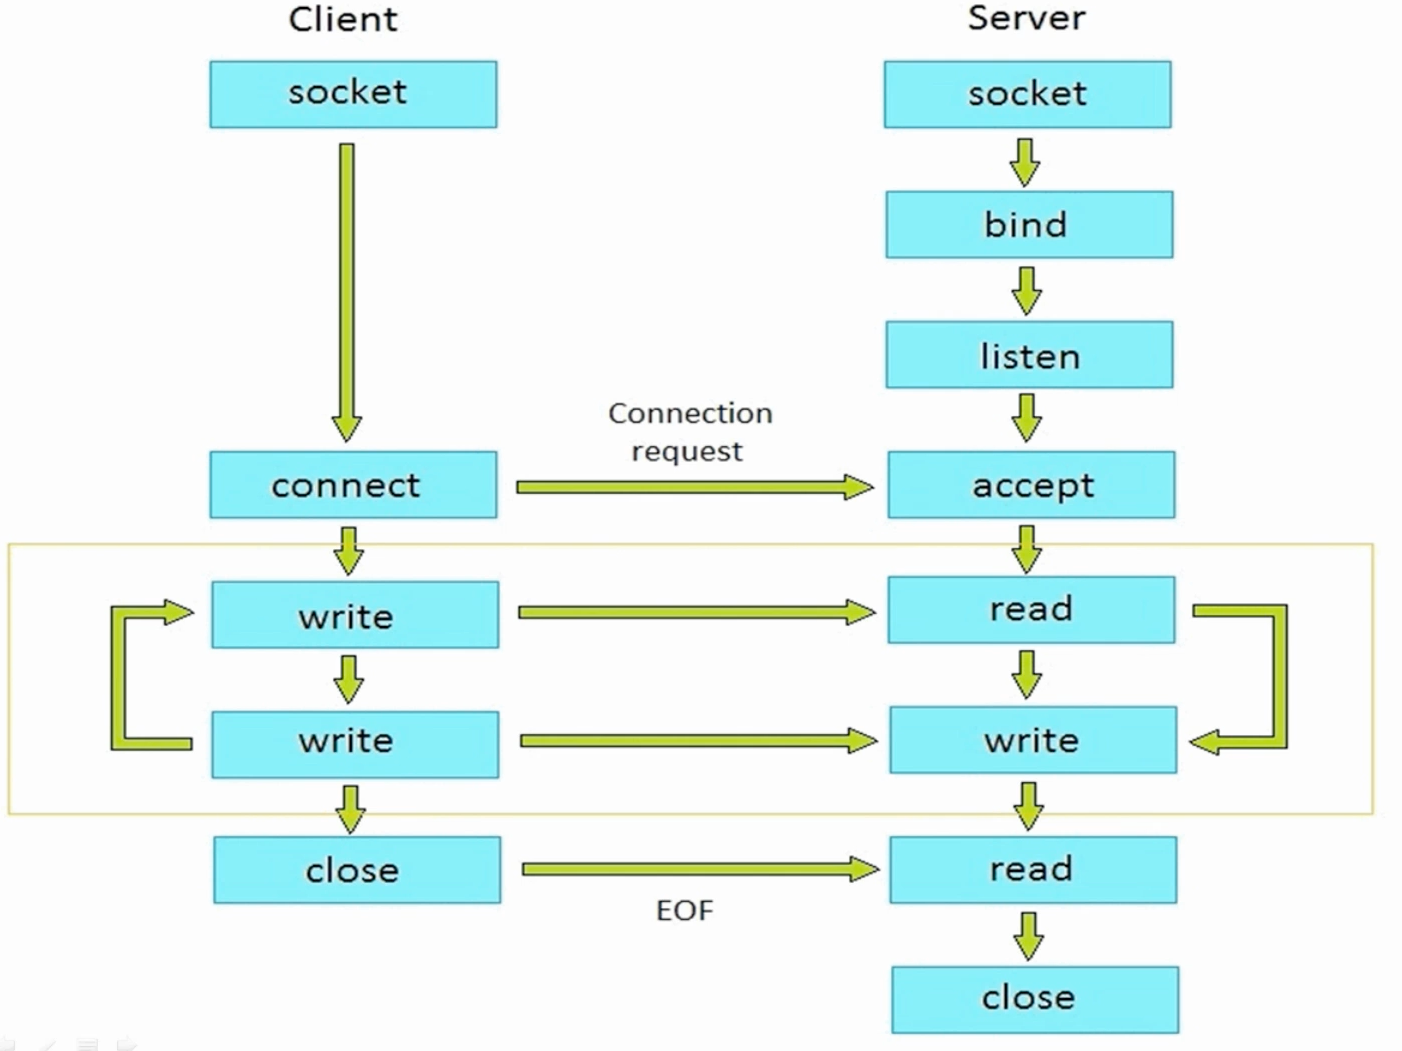 Client
Server
socket
socket
bind
listen
Connection
request
connect
accept
write
read
write
write
close
read
EOF
close